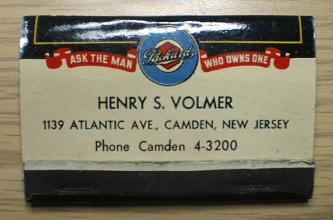 ASK THE MAN Packard WHO OWNS ONE
HENRY S. VOLMER
1139 ATLANTIC AVE., CAMDEN, NEW JERSEY
Phone Camden 4-3200